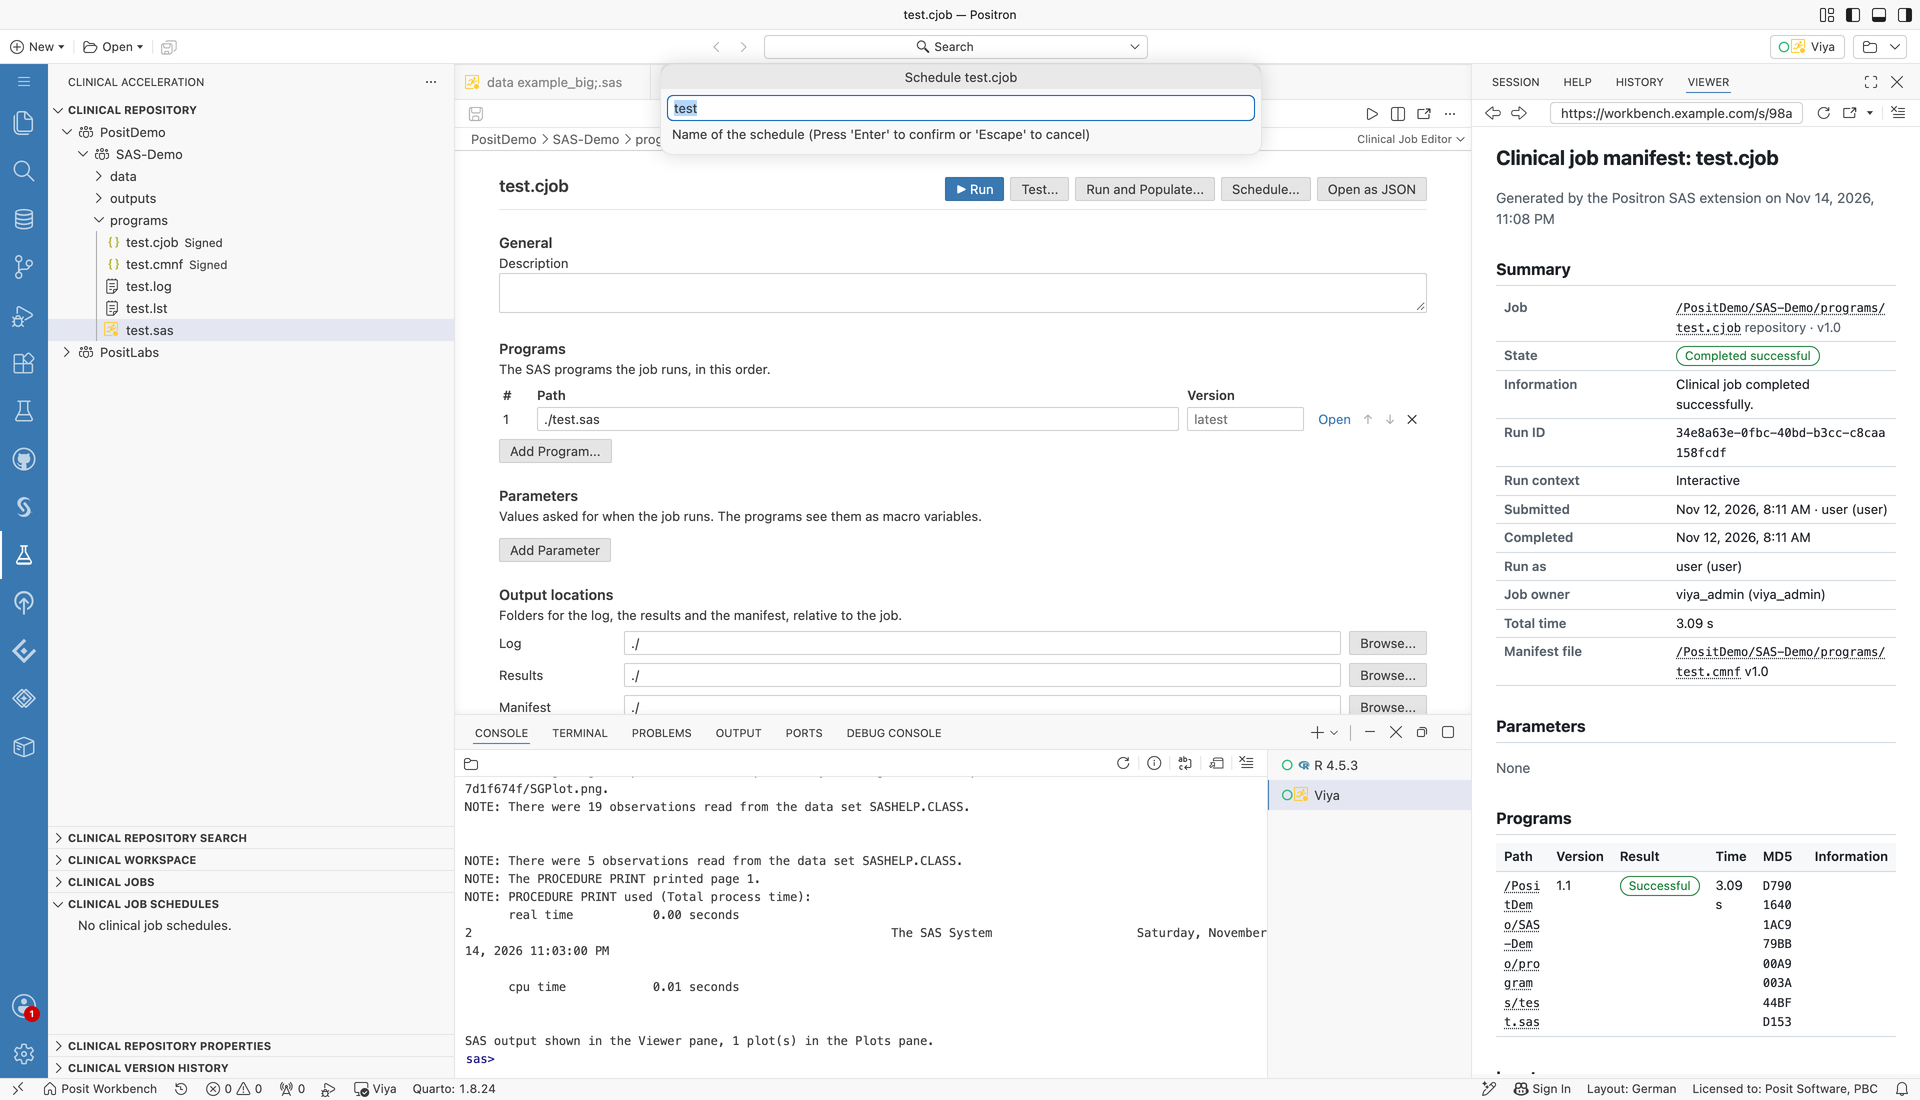 test.cjob — Positron
New
Open
Search
Viya
CLINICAL ACCELERATION
CLINICAL REPOSITORY
PositDemo
SAS-Demo
data
outputs
programs
test.cjob Signed
test.cmnf Signed
test.log
test.lst
test.sas
PositLabs
CLINICAL REPOSITORY SEARCH
CLINICAL WORKSPACE
CLINICAL JOBS
CLINICAL JOB SCHEDULES
No clinical job schedules.
CLINICAL REPOSITORY PROPERTIES
CLINICAL VERSION HISTORY
1
data example_big;.sas
Schedule test.cjob
test
Name of the schedule (Press 'Enter' to confirm or 'Escape' to cancel)
PositDemo > SAS-Demo > prog
Clinical Job Editor
test.cjob
Run
Test...
Run and Populate...
Schedule...
Open as JSON
General
Description
Programs
The SAS programs the job runs, in this order.
# Path Version
1 ./test.sas latest Open
Add Program...
Parameters
Values asked for when the job runs. The programs see them as macro variables.
Add Parameter
Output locations
Folders for the log, the results and the manifest, relative to the job.
Log ./ Browse...
Results ./ Browse...
Manifest ./ Browse...
CONSOLE TERMINAL PROBLEMS OUTPUT PORTS DEBUG CONSOLE
7d1f674f/SGPlot.png.
NOTE: There were 19 observations read from the data set SASHELP.CLASS.
NOTE: There were 5 observations read from the data set SASHELP.CLASS.
NOTE: The PROCEDURE PRINT printed page 1.
NOTE: PROCEDURE PRINT used (Total process time):
real time 0.00 seconds
2 The SAS System Saturday, November
14, 2026 11:03:00 PM
cpu time 0.01 seconds
SAS output shown in the Viewer pane, 1 plot(s) in the Plots pane.
sas>
R 4.5.3
Viya
SESSION HELP HISTORY VIEWER
https://workbench.example.com/s/98a
Clinical job manifest: test.cjob
Generated by the Positron SAS extension on Nov 14, 2026,
11:08 PM
Summary
Job /PositDemo/SAS-Demo/programs/
test.cjob repository · v1.0
State Completed successful
Information Clinical job completed
successfully.
Run ID 34e8a63e-0fbc-40bd-b3cc-c8caa
158fcdf
Run context Interactive
Submitted Nov 12, 2026, 8:11 AM · user (user)
Completed Nov 12, 2026, 8:11 AM
Run as user (user)
Job owner viya_admin (viya_admin)
Total time 3.09 s
Manifest file /PositDemo/SAS-Demo/programs/
test.cmnf v1.0
Parameters
None
Programs
Path Version Result Time MD5 Information
/Posi 1.1 Successful 3.09 D790
tDem s 1640
o/SAS 1AC9
-Dem 79BB
o/pro 00A9
gram 003A
s/tes 44BF
t.sas D153
Posit Workbench
0 0
0
Viya
Quarto: 1.8.24
Sign In
Layout: German
Licensed to: Posit Software, PBC